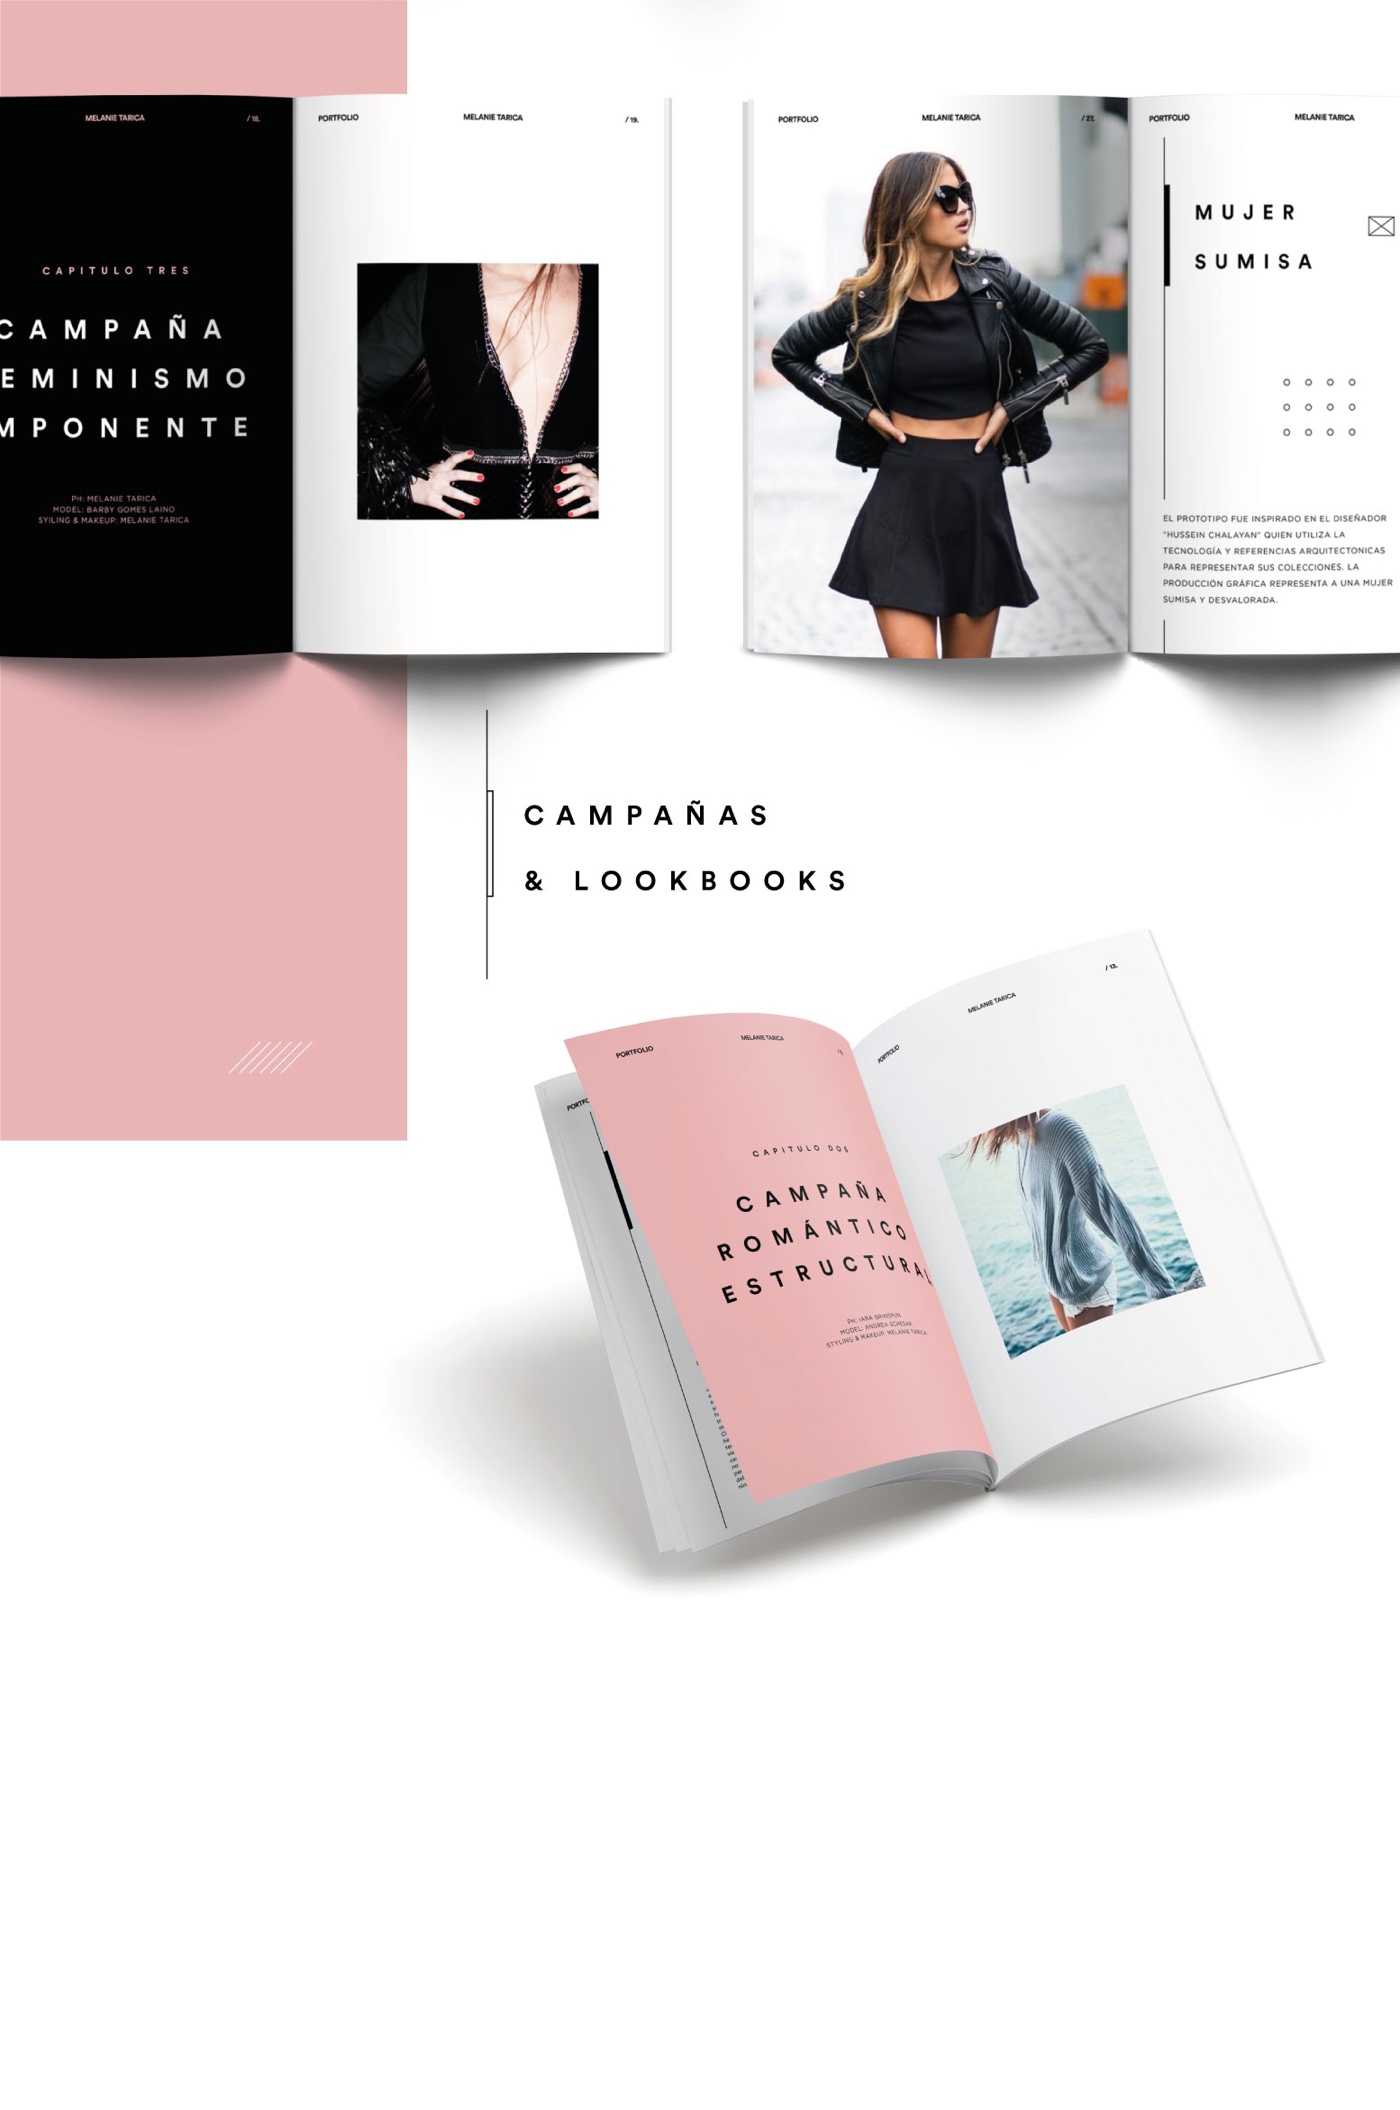 MELANIE TARICA
/ 18.
CAPITULO TRES
CAMPAÑA
EMINISMO
MPONENTE
PH: MELANIE TARICA
MODEL: BARBY GOMES LAINO
SYILING & MAKEUP: MELANIE TARICA
PORTFOLIO
MELANIE TARICA
/ 19.
PORTFOLIO
MELANIE TARICA
/ 27.
PORTFOLIO
MELANIE TARICA
MUJER
SUMISA
EL PROTOTIPO FUE INSPIRADO EN EL DISEÑADOR
"HUSSEIN CHALAYAN" QUIEN UTILIZA LA
TECNOLOGÍA Y REFERENCIAS ARQUITECTONICAS
PARA REPRESENTAR SUS COLECCIONES. LA
PRODUCCIÓN GRÁFICA REPRESENTA A UNA MUJER
SUMISA Y DESVALORADA.
CAMPAÑAS
& LOOKBOOKS
PORTFOLIO
MELANIE TARICA
CAPITULO DOS
CAMPAÑA
ROMÁNTICO
ESTRUCTURAL
PH: IARA GRINSPUN
MODEL: ANDREA SCHESAK
STYLING & MAKEUP: MELANIE TARICA
PORTFOLIO
MELANIE TARICA
/ 13.